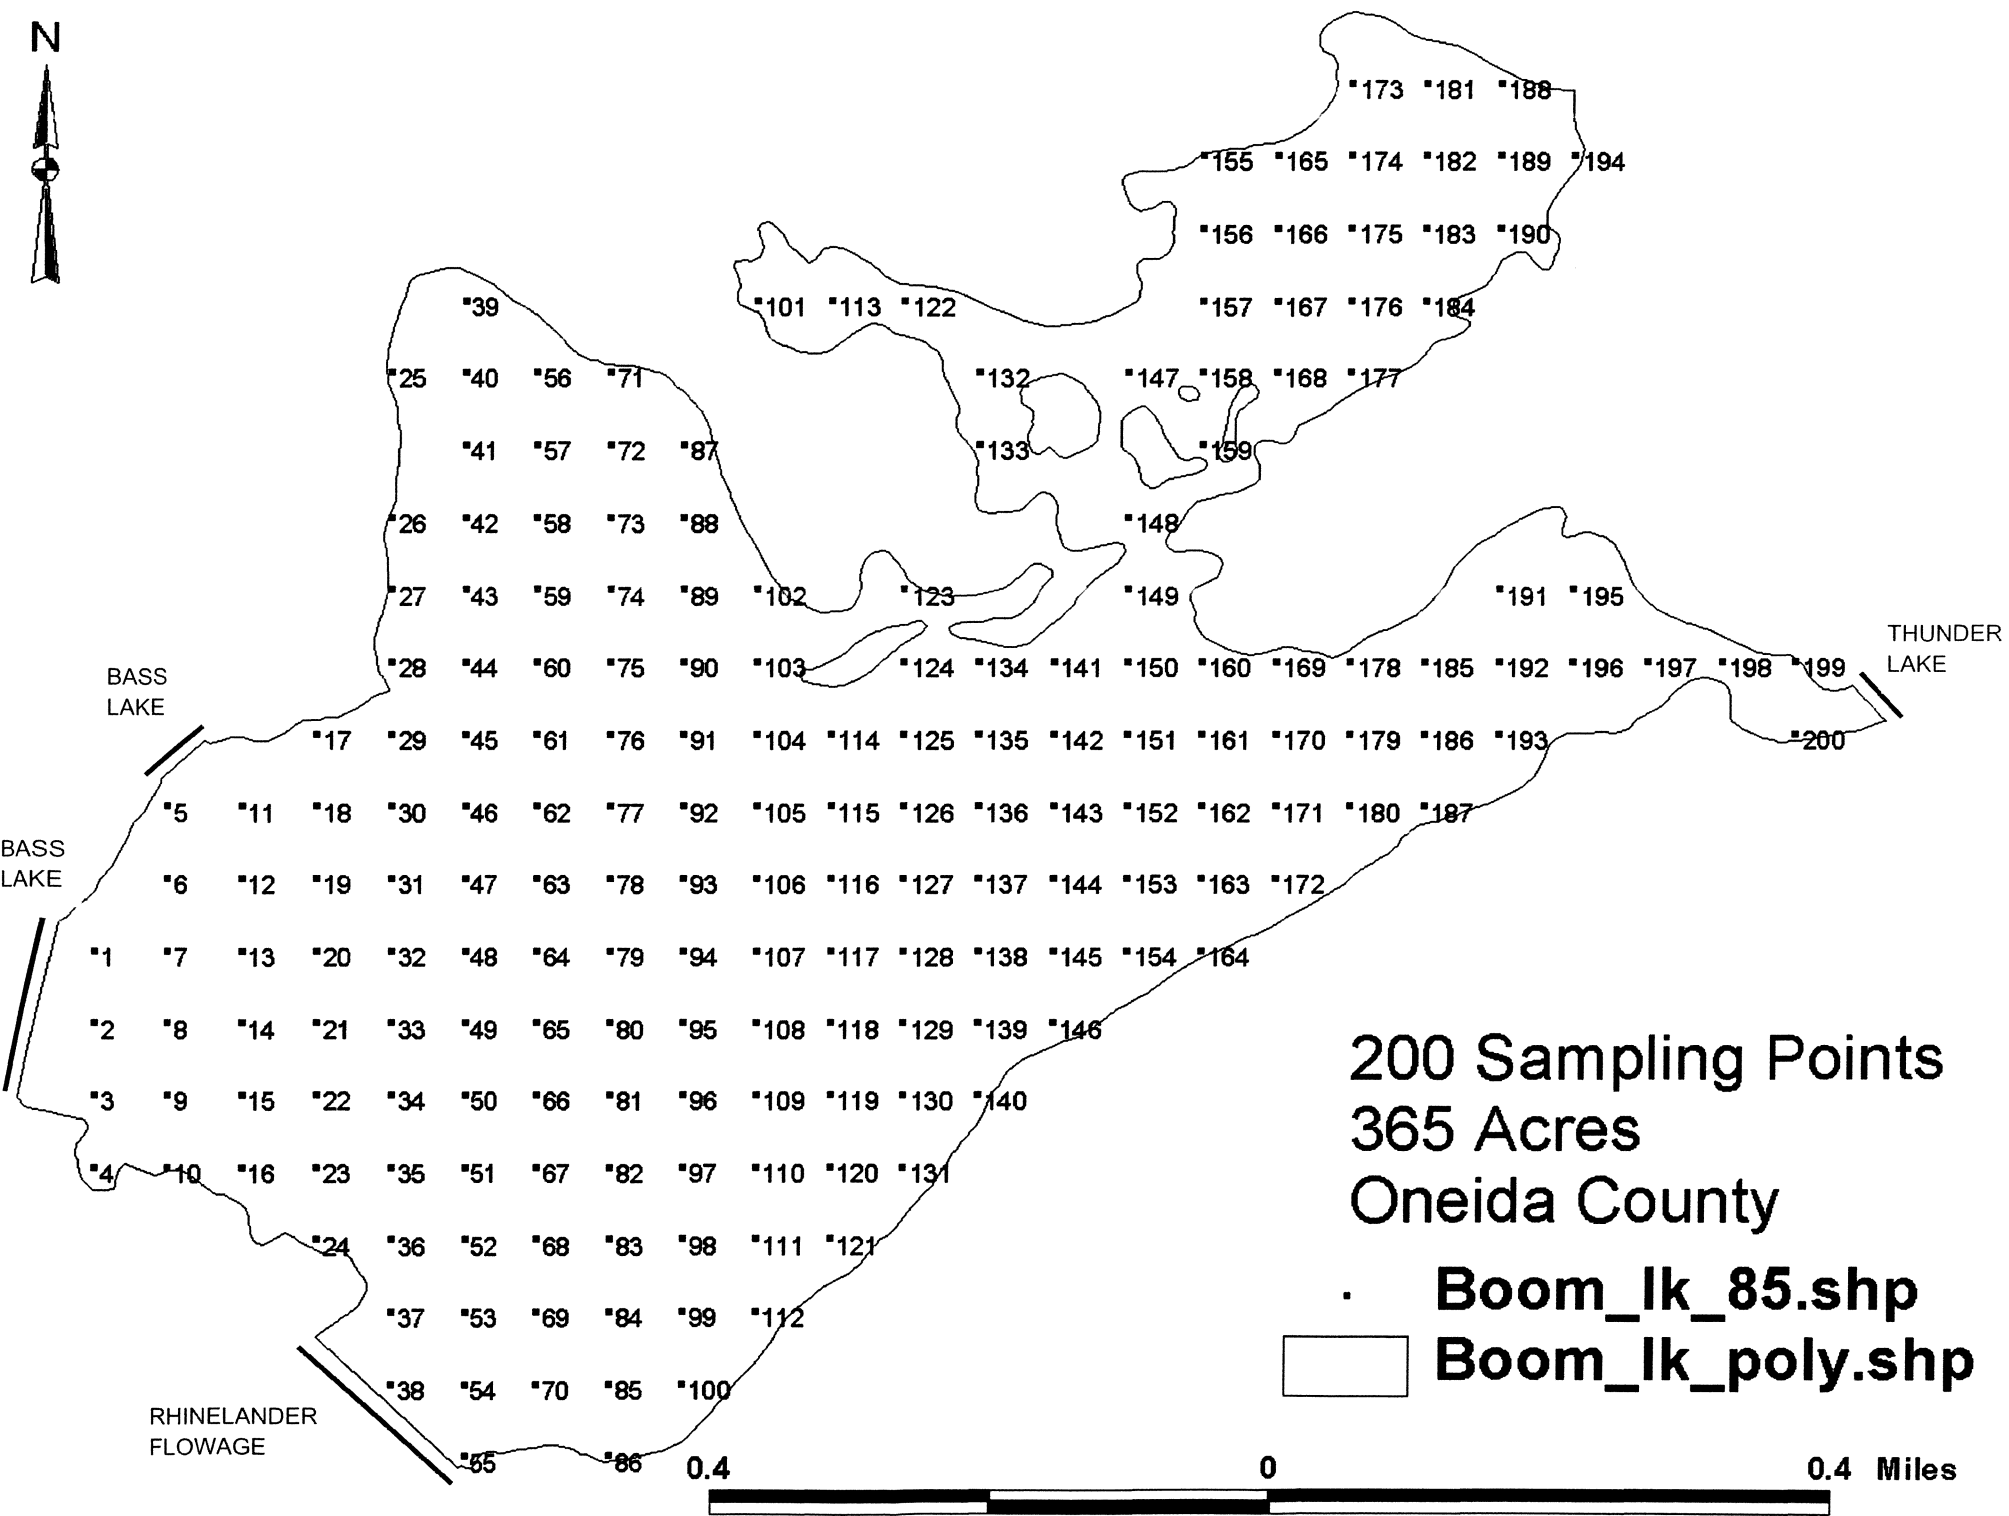 N
173 181 188
155 165 174 182 189 194
156 166 175 183 190
39 101 113 122 157 167 176 184
25 40 56 71 132 147 158 168 177
41 57 72 87 133 159
26 42 58 73 88 148
27 43 59 74 89 102 123 149 191 195
THUNDER
LAKE
28 44 60 75 90 103 124 134 141 150 160 169 178 185 192 196 197 198 199
BASS
LAKE
17 29 45 61 76 91 104 114 125 135 142 151 161 170 179 186 193 200
5 11 18 30 46 62 77 92 105 115 126 136 143 152 162 171 180 187
BASS
LAKE
6 12 19 31 47 63 78 93 106 116 127 137 144 153 163 172
1 7 13 20 32 48 64 79 94 107 117 128 138 145 154 164
2 8 14 21 33 49 65 80 95 108 118 129 139 146
3 9 15 22 34 50 66 81 96 109 119 130 140
4 10 16 23 35 51 67 82 97 110 120 131
24 36 52 68 83 98 111 121
37 53 69 84 99 112
38 54 70 85 100
RHINELANDER
FLOWAGE
55 86
200 Sampling Points
365 Acres
Oneida County
Boom_lk_85.shp
Boom_lk_poly.shp
0.4 0 0.4 Miles